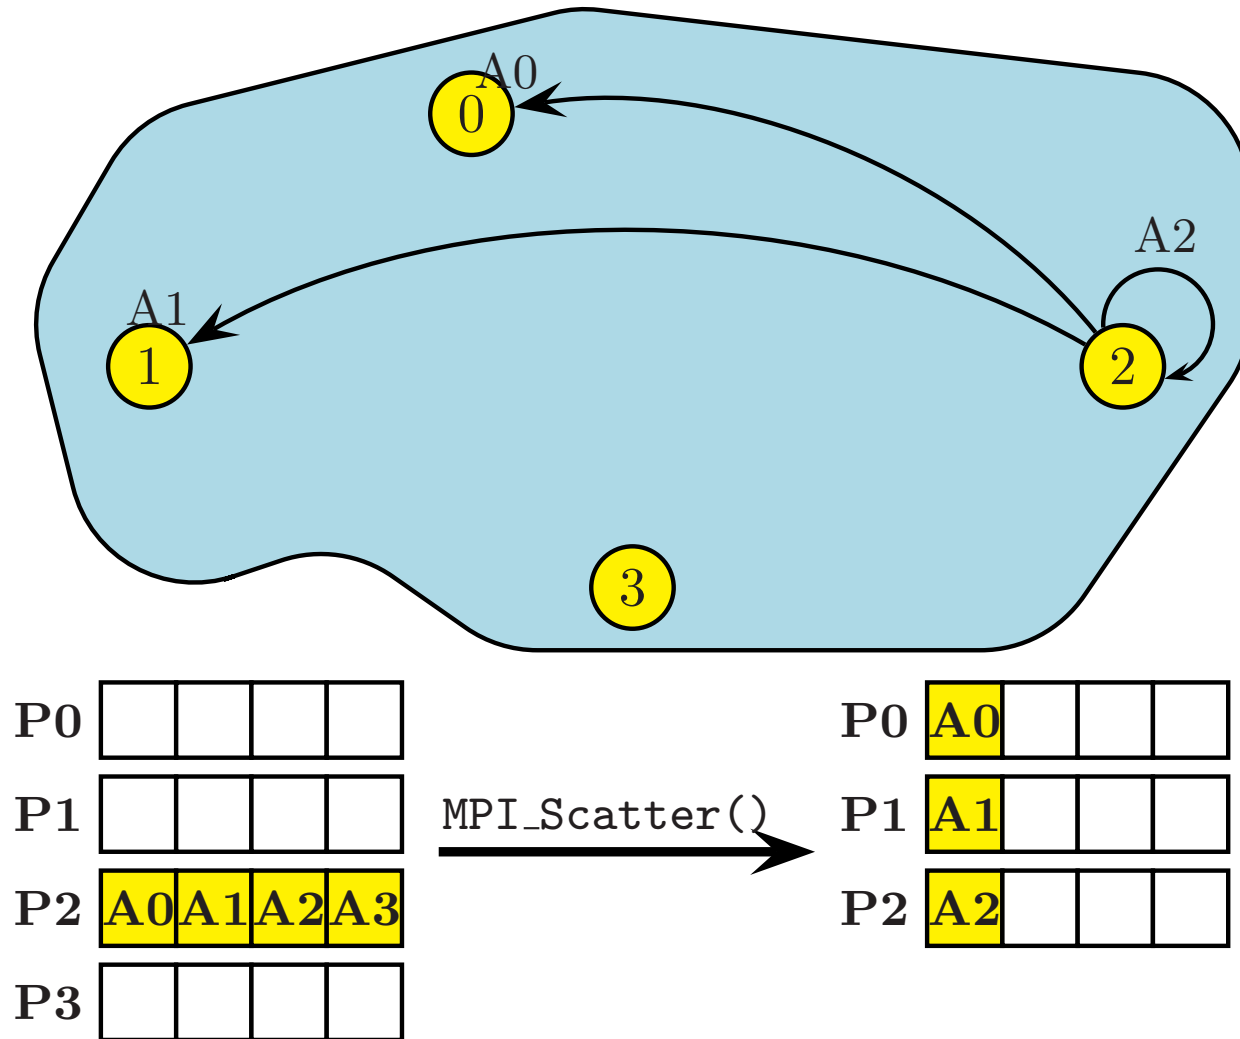 A0
0
A2
A1
1
2
3
P0
P1
P2 A0 A1 A2 A3
P3
MPI_Scatter()
P0 A0
P1 A1
P2 A2